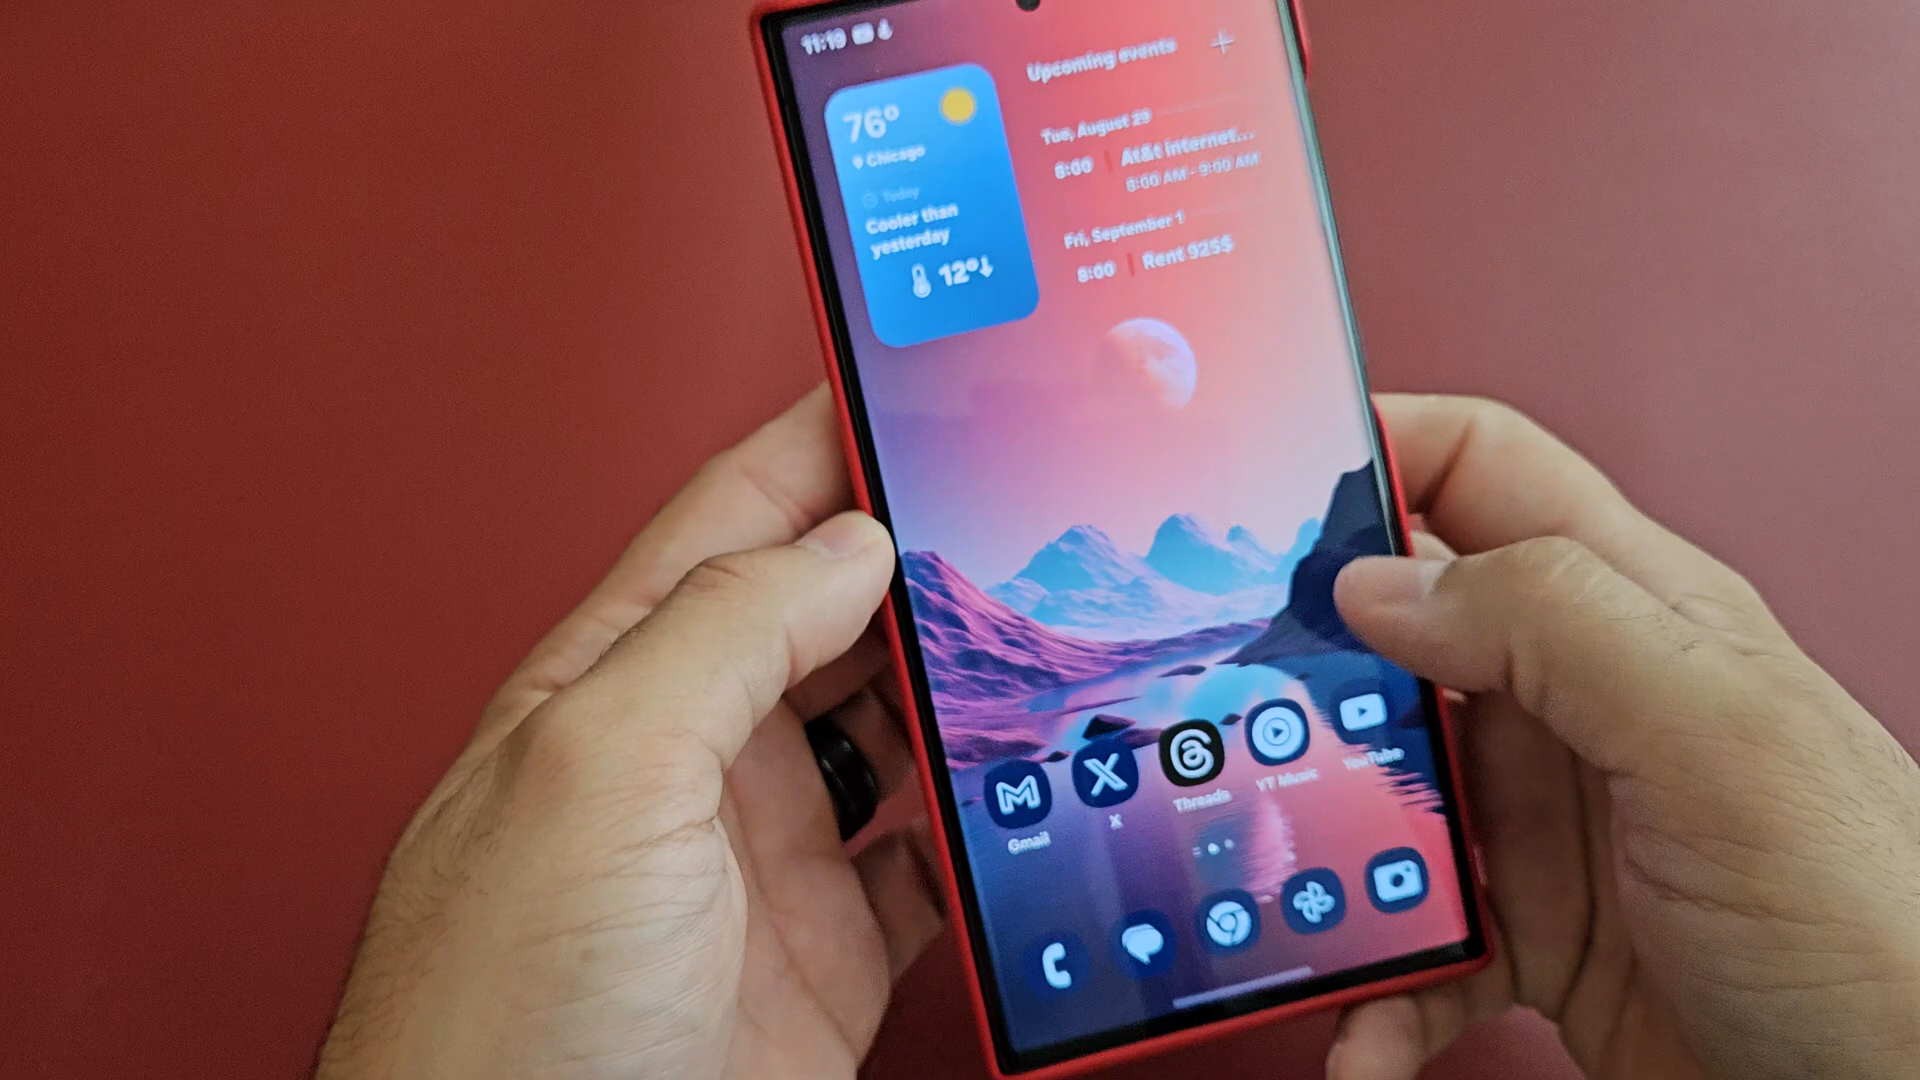 11:19
76°
Chicago
Today
Cooler than
yesterday
12°↓
Upcoming events
Tue, August 29
8:00
At&t internet...
8:00 AM - 9:00 AM
Fri, September 1
8:00
Rent 925$
Gmail
X
Threads
YT Music
YouTube